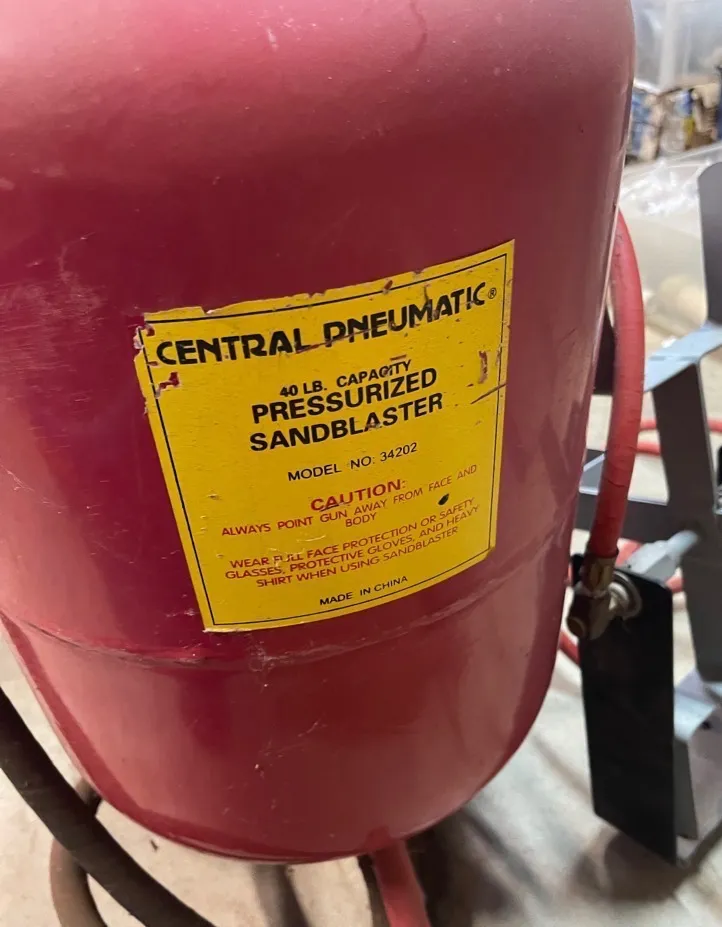 CENTRAL PNEUMATIC®
40 LB. CAPACITY
PRESSURIZED
SANDBLASTER
MODEL NO: 34202
CAUTION:
ALWAYS POINT GUN AWAY FROM FACE AND
BODY
WEAR FULL FACE PROTECTION OR SAFETY
GLASSES, PROTECTIVE GLOVES, AND HEAVY
SHIRT WHEN USING SANDBLASTER
MADE IN CHINA